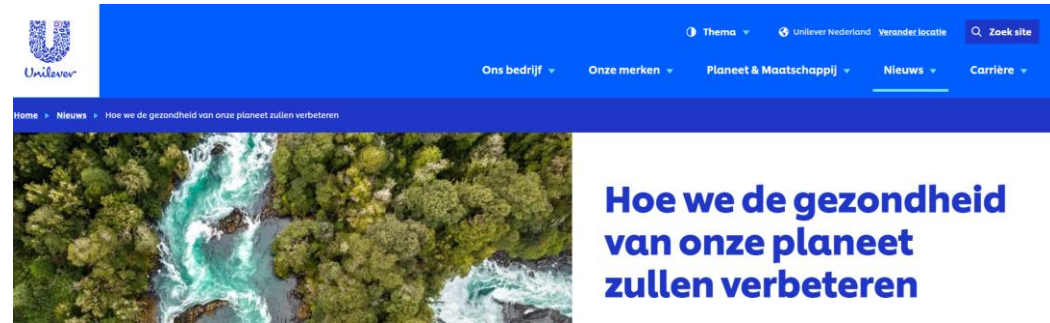 Unilever
Thema
Unilever Nederland Verander locatie
Zoek site
Ons bedrijf
Onze merken
Planeet & Maatschappij
Nieuws
Carrière
Home Nieuws Hoe we de gezondheid van onze planeet zullen verbeteren
Hoe we de gezondheid
van onze planeet
zullen verbeteren